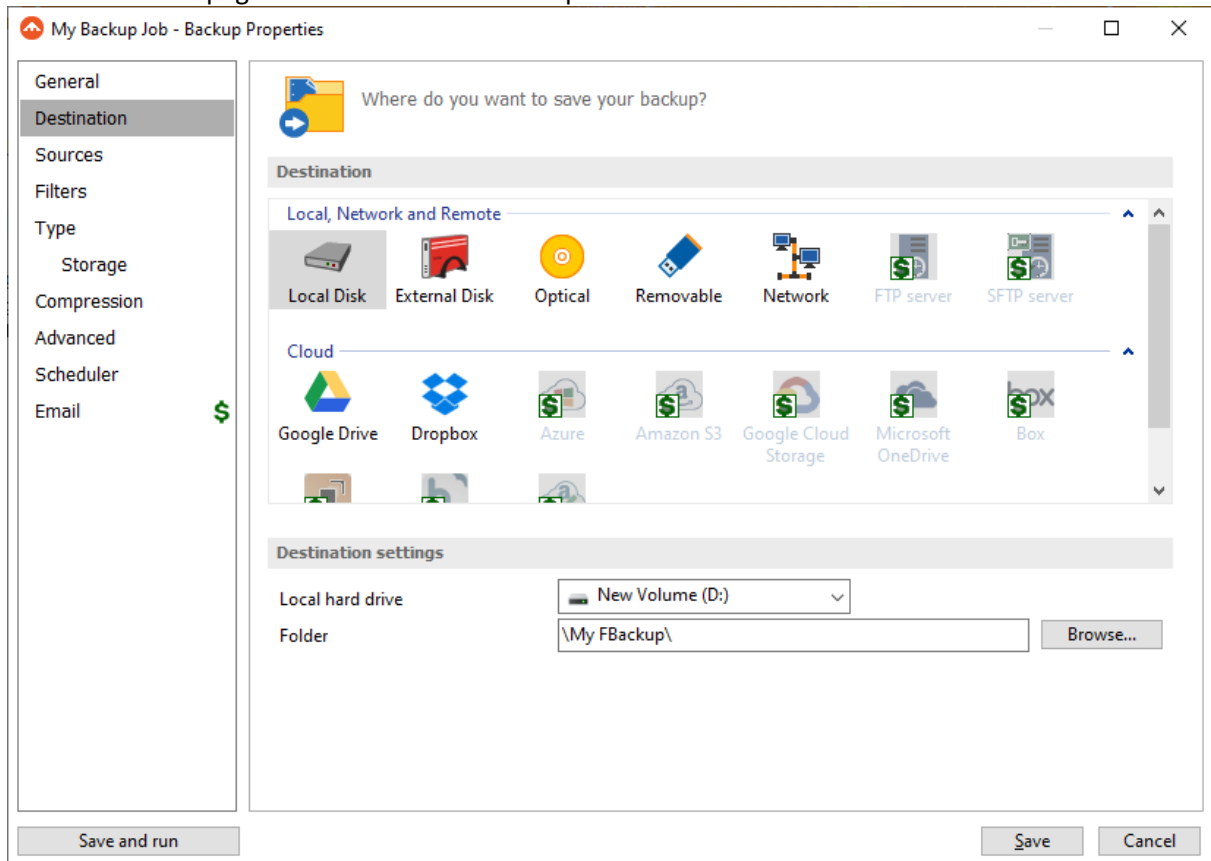 My Backup Job - Backup Properties
General
Destination
Sources
Filters
Type
Storage
Compression
Advanced
Scheduler
Email $
Where do you want to save your backup?
Destination
Local, Network and Remote
Local Disk External Disk Optical Removable Network FTP server SFTP server
Cloud
Google Drive Dropbox Azure Amazon S3 Google Cloud Storage Microsoft OneDrive Box
Destination settings
Local hard drive New Volume (D:)
Folder \My FBackup\ Browse...
Save and run Save Cancel